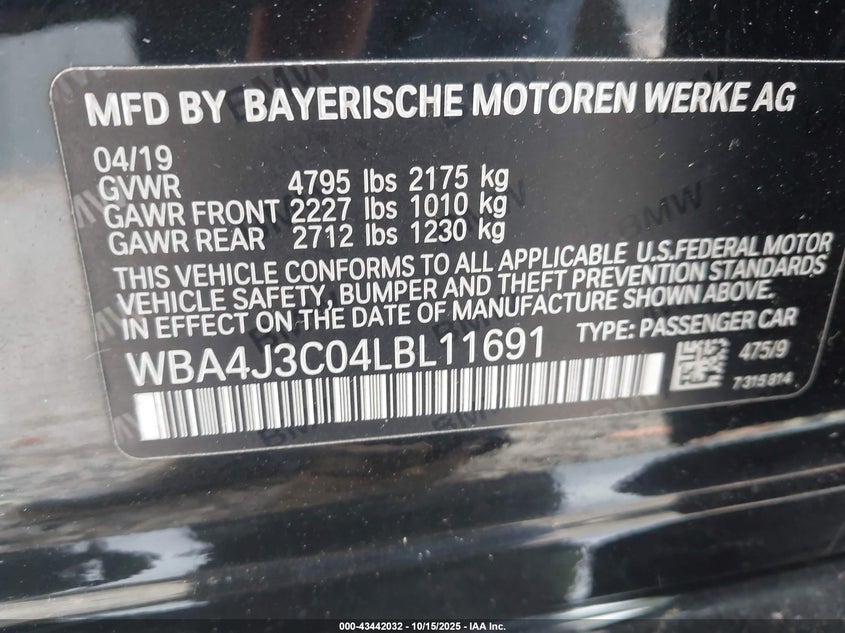 MFD BY BAYERISCHE MOTOREN WERKE AG
04/19
GVWR 4795 lbs 2175 kg
GAWR FRONT 2227 lbs 1010 kg
GAWR REAR 2712 lbs 1230 kg
THIS VEHICLE CONFORMS TO ALL APPLICABLE U.S.FEDERAL MOTOR
VEHICLE SAFETY, BUMPER AND THEFT PREVENTION STANDARDS
IN EFFECT ON THE DATE OF MANUFACTURE SHOWN ABOVE.
WBA4J3C04LBL11691 TYPE: PASSENGER CAR
475/9
7315814
000-43442032 - 10/15/2025 - IAA Inc.